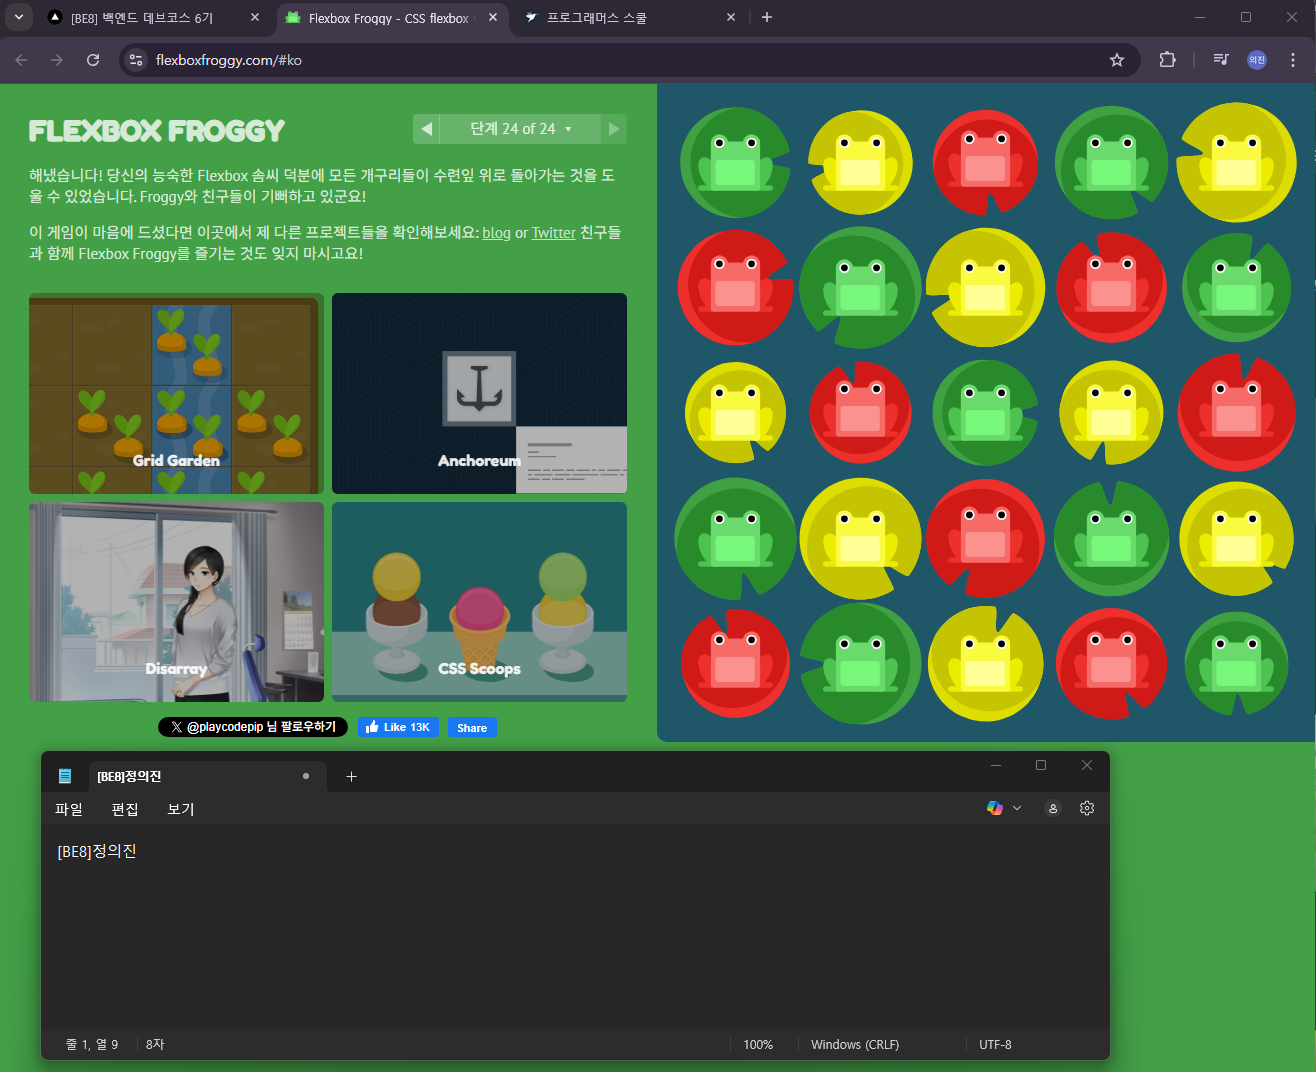 [BE8] 백엔드 데브코스 6기
Flexbox Froggy - CSS flexbox
프로그래머스 스쿨
flexboxfroggy.com/#ko
의진
FLEXBOX FROGGY
단계 24 of 24
해냈습니다! 당신의 능숙한 Flexbox 솜씨 덕분에 모든 개구리들이 수련잎 위로 돌아가는 것을 도
울 수 있었습니다. Froggy와 친구들이 기뻐하고 있군요!
이 게임이 마음에 드셨다면 이곳에서 제 다른 프로젝트들을 확인해보세요: blog or Twitter 친구들
과 함께 Flexbox Froggy를 즐기는 것도 잊지 마시고요!
Grid Garden
Anchoreum
Disarray
CSS Scoops
@playcodepip 님 팔로우하기
Like 13K
Share
[BE8]정의진
파일 편집 보기
[BE8]정의진
줄 1, 열 9
8자
100%
Windows (CRLF)
UTF-8